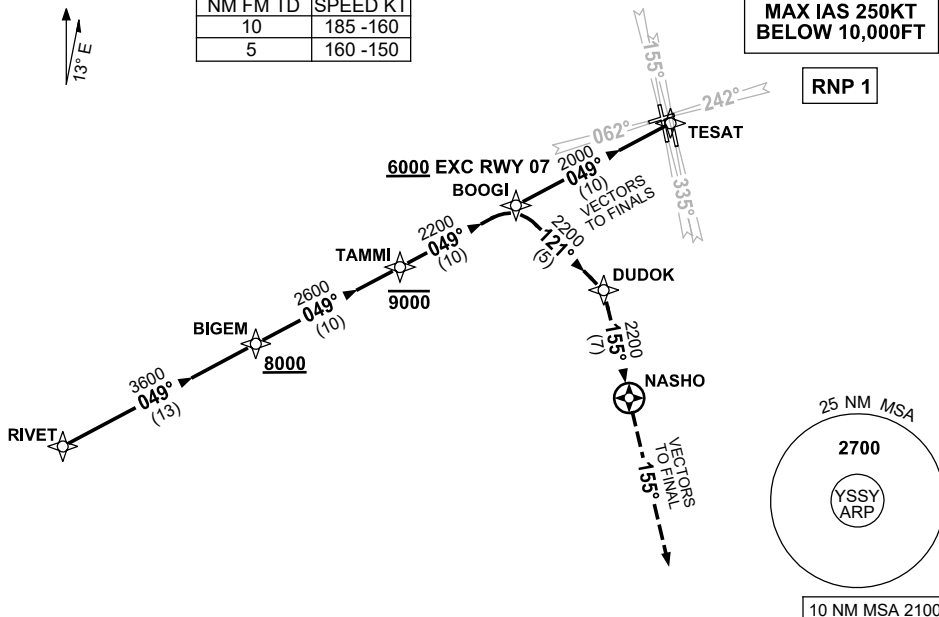 NM FM TD SPEED KT
10 185 -160
5 160 -150
13° E
MAX IAS 250KT
BELOW 10,000FT
RNP 1
155°
242°
062°
335°
TESAT
6000 EXC RWY 07
BOOGI
2000
049°
(10)
VECTORS
TO FINALS
2200
121°
(5)
DUDOK
2200
049°
(10)
TAMMI
9000
2600
049°
(10)
BIGEM
8000
3600
049°
(13)
RIVET
2200
155°
(7)
NASHO
VECTORS
TO FINAL
155°
25 NM MSA
2700
YSSY
ARP
10 NM MSA 2100